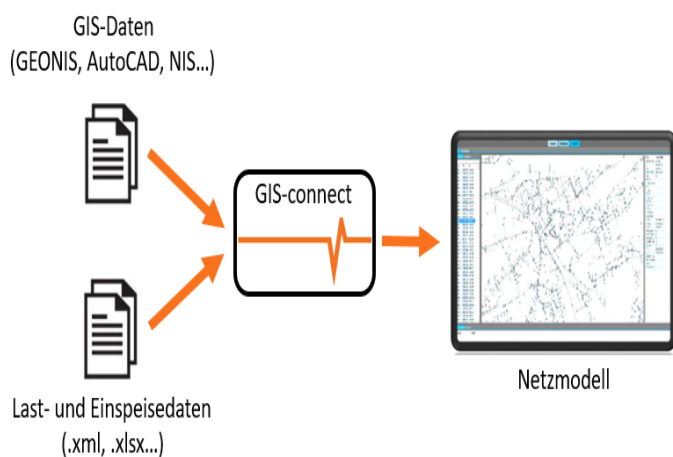 GIS-Daten
(GEONIS, AutoCAD, NIS...)
GIS-connect
Netzmodell
Last- und Einspeisedaten
(.xml, .xlsx...)